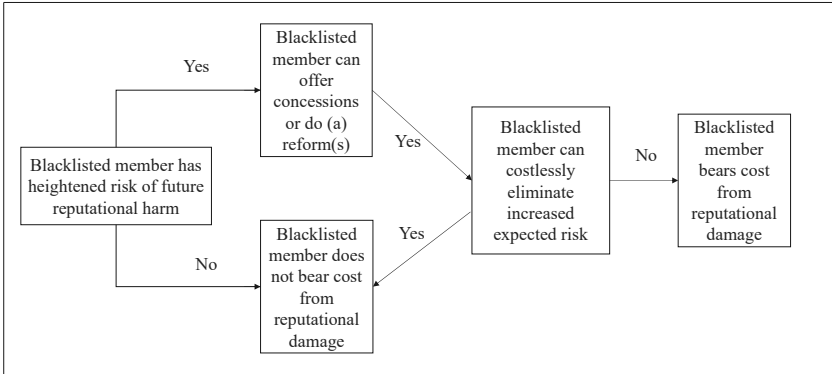 Blacklisted member has
heightened risk of future
reputational harm
Yes
Blacklisted
member can
offer
concessions
or do (a)
reform(s)
No
Blacklisted
member does
not bear cost
from
reputational
damage
Yes
Yes
Blacklisted
member can
costlessly
eliminate
increased
expected risk
No
Blacklisted
member
bears cost
from
reputational
damage